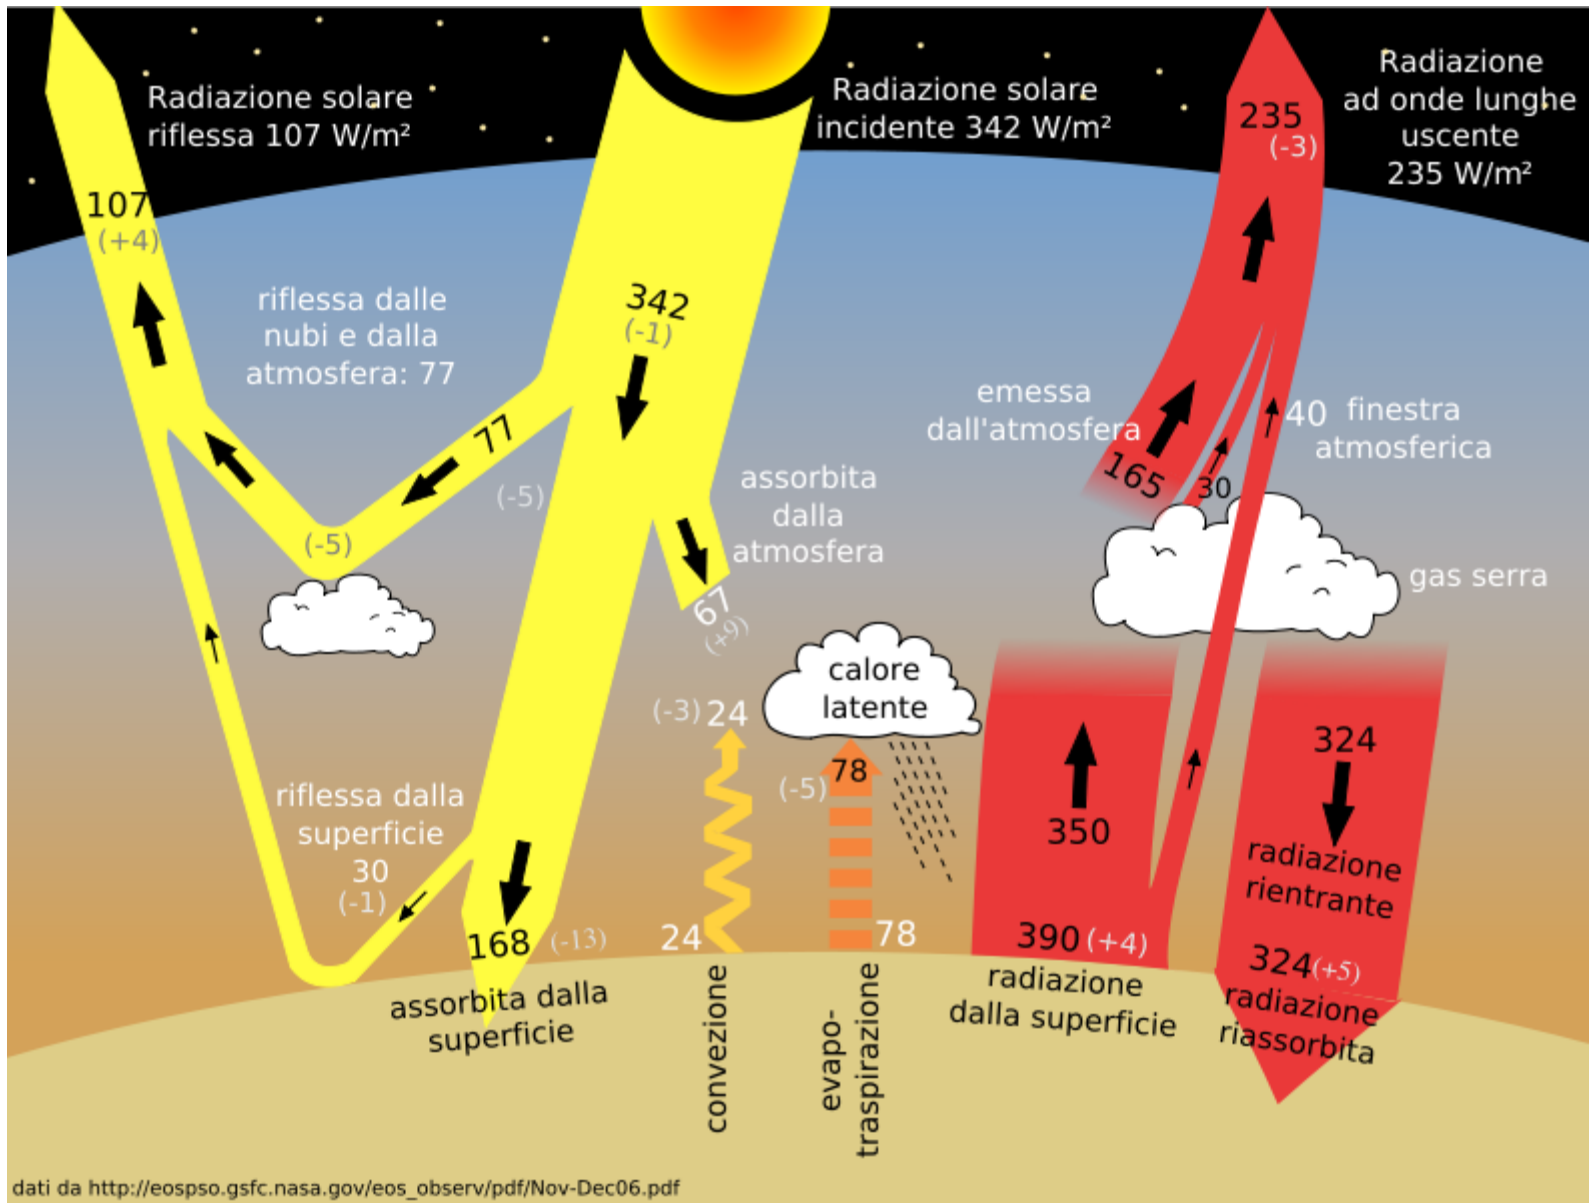 Radiazione solare
riflessa 107 W/m²
Radiazione solare
incidente 342 W/m²
Radiazione
ad onde lunghe
uscente
235 W/m²
235
(-3)
107
(+4)
riflessa dalle
nubi e dalla
atmosfera: 77
342
(-1)
77
(-5)
(-5)
assorbita
dalla
atmosfera
67
(+9)
emessa
dall'atmosfera
165
30
40
finestra
atmosferica
gas serra
calore
latente
(-3) 24
78
(-5)
riflessa dalla
superficie
30
(-1)
168 (-13)
assorbita dalla
superficie
24
convezione
78
evapo-
traspirazione
350
390 (+4)
radiazione
dalla superficie
324
radiazione
rientrante
324(+5)
radiazione
riassorbita
dati da http://eospso.gsfc.nasa.gov/eos_observ/pdf/Nov-Dec06.pdf